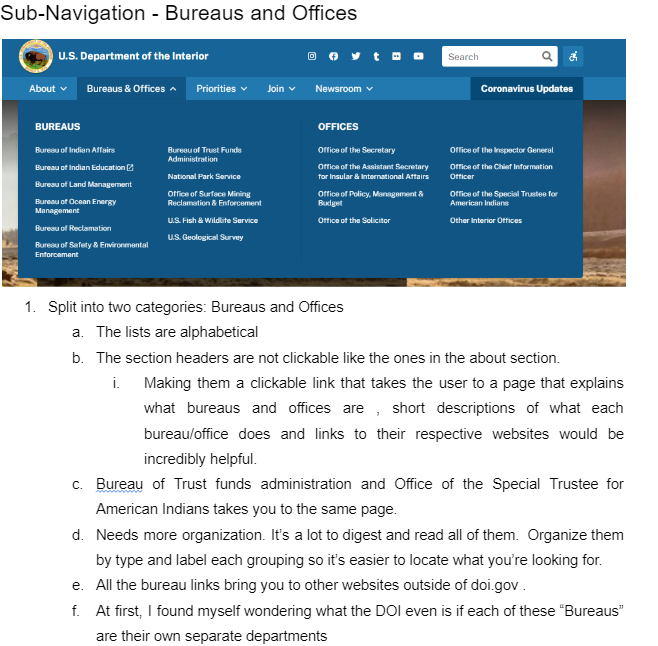 Sub-Navigation - Bureaus and Offices
U.S. Department of the Interior
Search
About
Bureaus & Offices
Priorities
Join
Newsroom
Coronavirus Updates
BUREAUS
Bureau of Indian Affairs
Bureau of Indian Education
Bureau of Land Management
Bureau of Ocean Energy
Management
Bureau of Reclamation
Bureau of Safety & Environmental
Enforcement
Bureau of Trust Funds
Administration
National Park Service
Office of Surface Mining
Reclamation & Enforcement
U.S. Fish & Wildlife Service
U.S. Geological Survey
OFFICES
Office of the Secretary
Office of the Assistant Secretary
for Insular & International Affairs
Office of Policy, Management &
Budget
Office of the Solicitor
Office of the Inspector General
Office of the Chief Information
Officer
Office of the Special Trustee for
American Indians
Other Interior Offices
1. Split into two categories: Bureaus and Offices
a. The lists are alphabetical
b. The section headers are not clickable like the ones in the about section.
i. Making them a clickable link that takes the user to a page that explains
what bureaus and offices are , short descriptions of what each
bureau/office does and links to their respective websites would be
incredibly helpful.
c. Bureau of Trust funds administration and Office of the Special Trustee for
American Indians takes you to the same page.
d. Needs more organization. It's a lot to digest and read all of them. Organize them
by type and label each grouping so it's easier to locate what you're looking for.
e. All the bureau links bring you to other websites outside of doi.gov .
f. At first, I found myself wondering what the DOI even is if each of these “Bureaus”
are their own separate departments